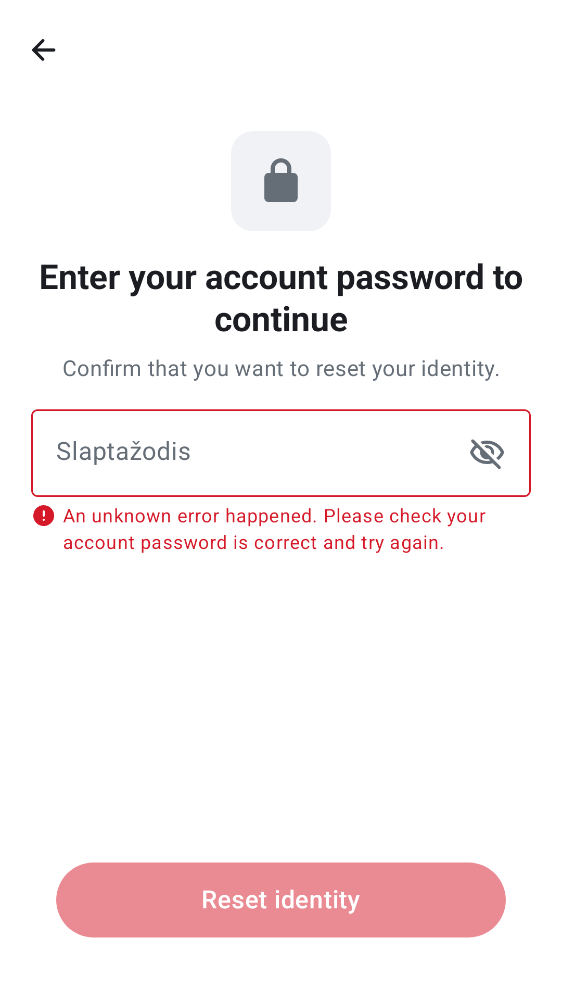 Enter your account password to
continue
Confirm that you want to reset your identity.
Slaptažodis
An unknown error happened. Please check your
account password is correct and try again.
Reset identity